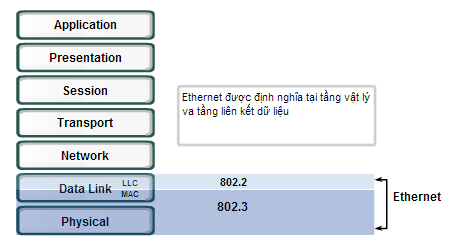 Application
Presentation
Session
Ethernet được định nghĩa tại tầng vật lý
va tầng liên kết dữ liệu
Transport
Network
Data Link LLC 802.2
MAC
802.3
Ethernet
Physical